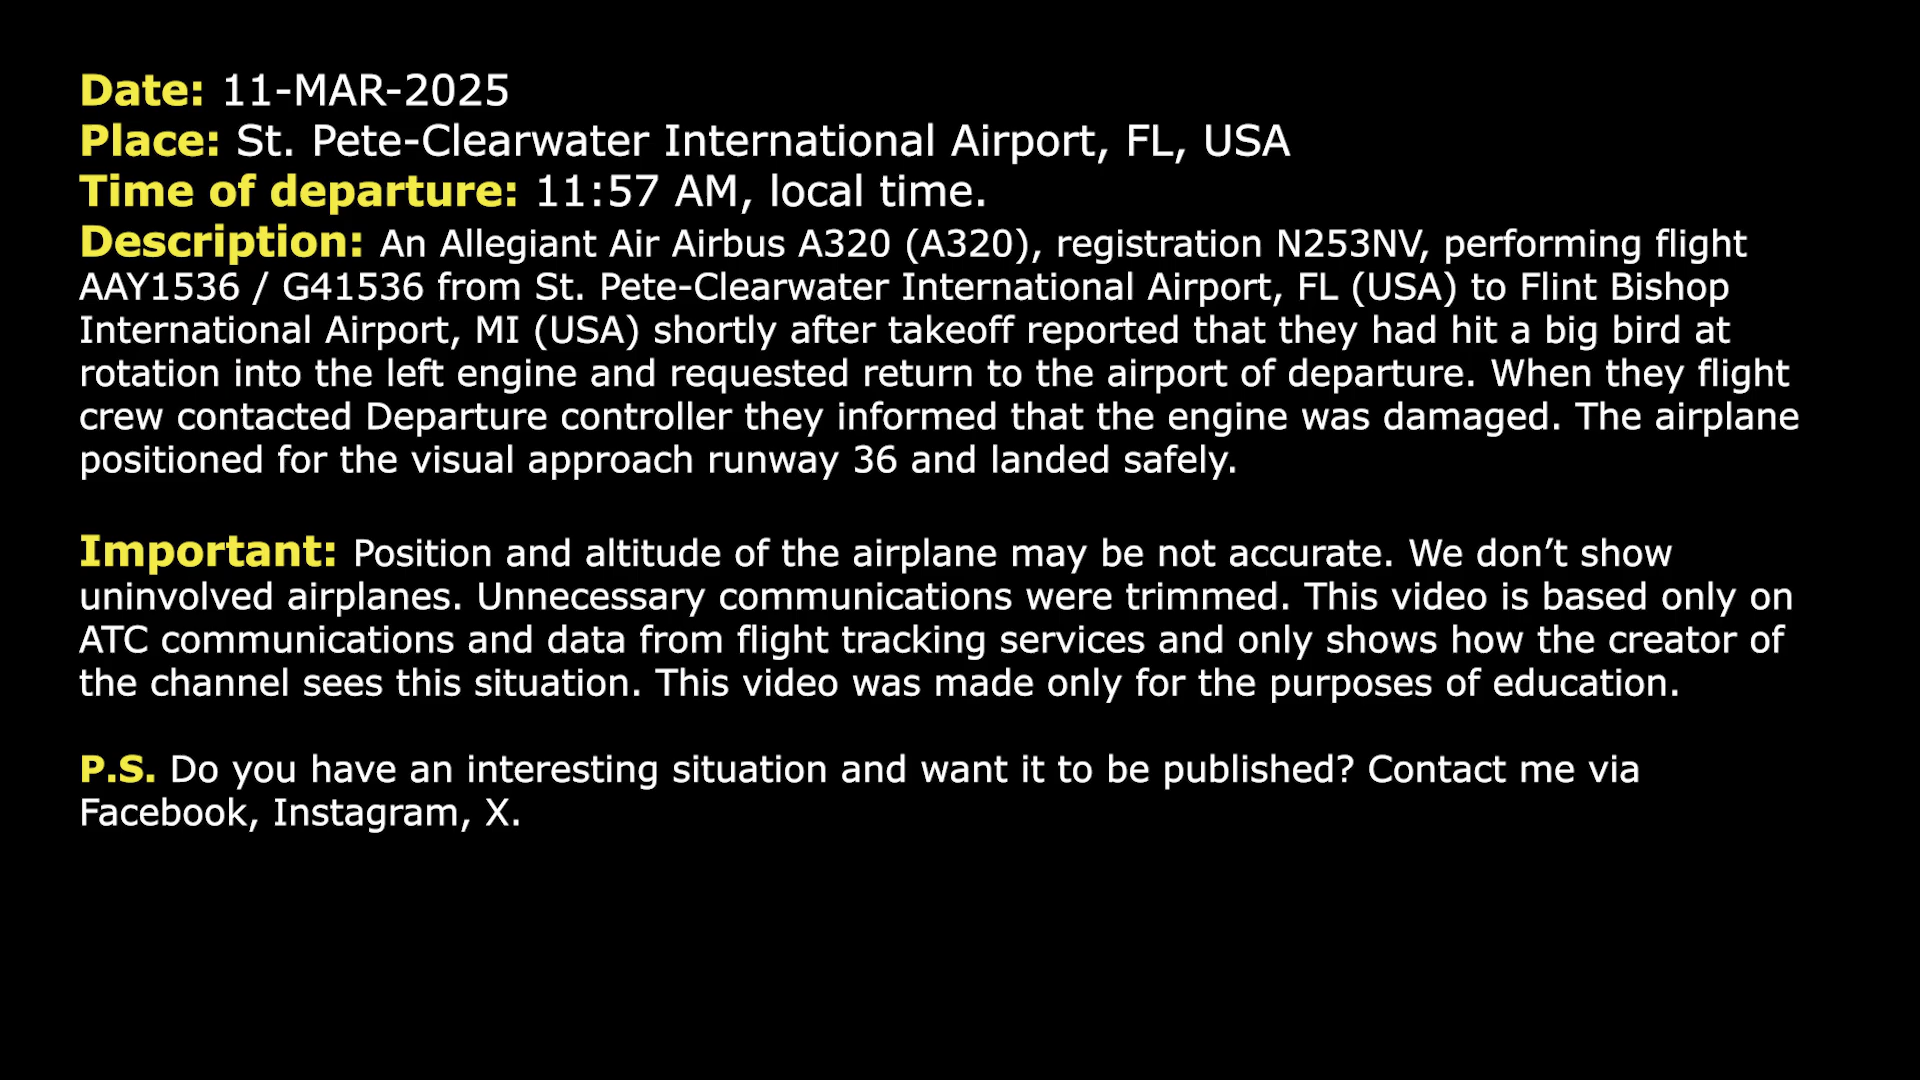 Date: 11-MAR-2025
Place: St. Pete-Clearwater International Airport, FL, USA
Time of departure: 11:57 AM, local time.
Description: An Allegiant Air Airbus A320 (A320), registration N253NV, performing flight
AAY1536 / G41536 from St. Pete-Clearwater International Airport, FL (USA) to Flint Bishop
International Airport, MI (USA) shortly after takeoff reported that they had hit a big bird at
rotation into the left engine and requested return to the airport of departure. When they flight
crew contacted Departure controller they informed that the engine was damaged. The airplane
positioned for the visual approach runway 36 and landed safely.
Important: Position and altitude of the airplane may be not accurate. We don’t show
uninvolved airplanes. Unnecessary communications were trimmed. This video is based only on
ATC communications and data from flight tracking services and only shows how the creator of
the channel sees this situation. This video was made only for the purposes of education.
P.S. Do you have an interesting situation and want it to be published? Contact me via
Facebook, Instagram, X.